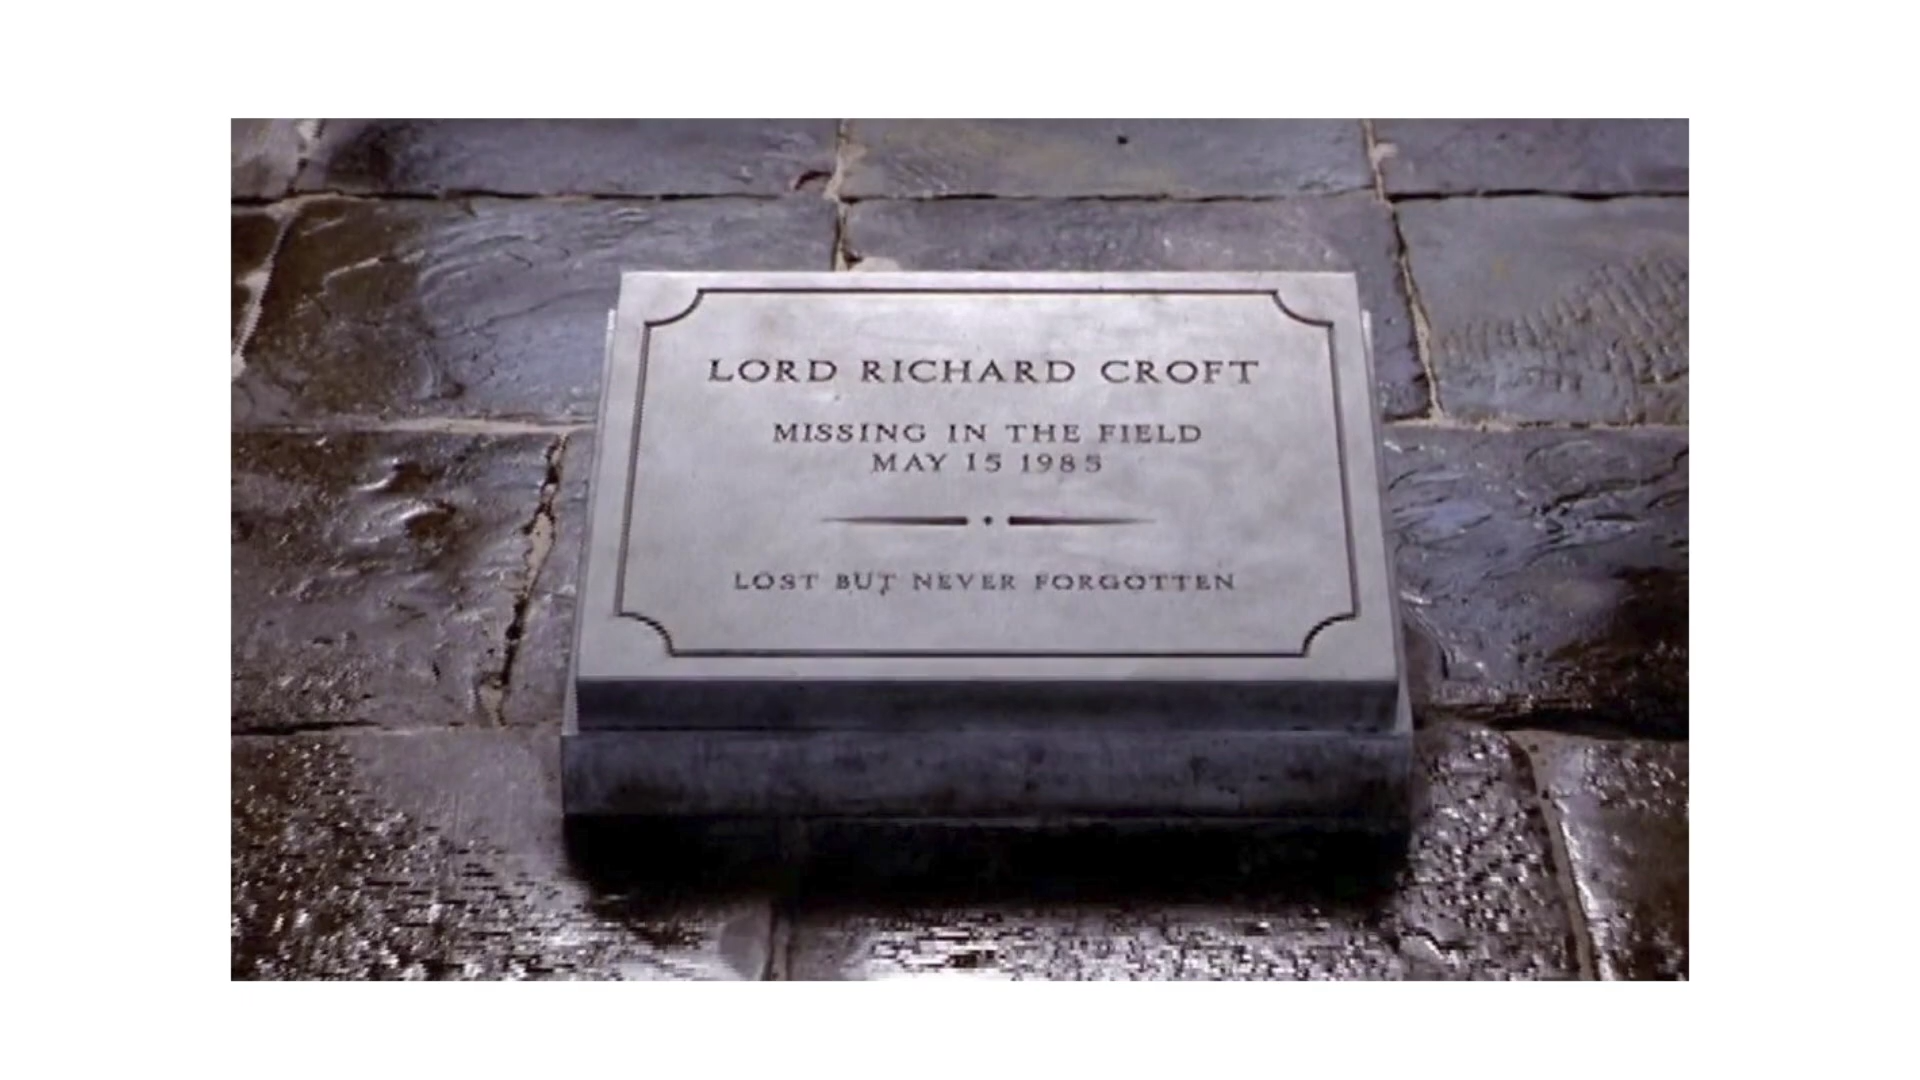 LORD RICHARD CROFT
MISSING IN THE FIELD
MAY 15 1985
LOST BUT NEVER FORGOTTEN